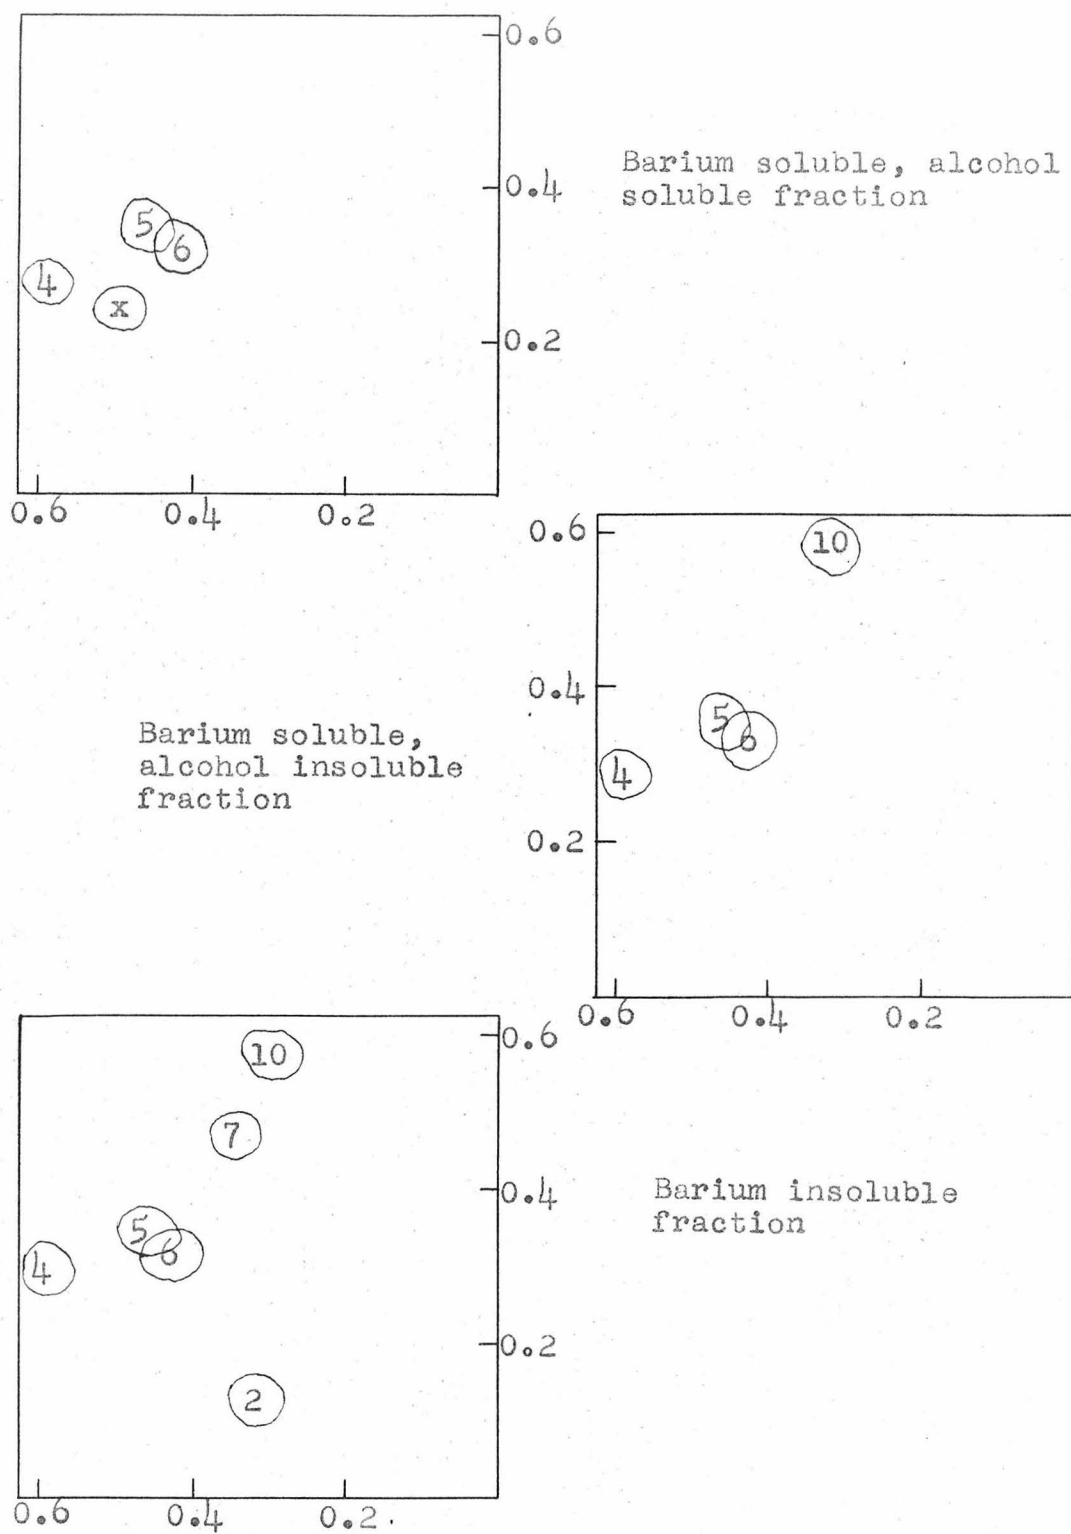 0.6
Barium soluble, alcohol
soluble fraction
0.4
5
6
4
x
0.2
0.6 0.4 0.2
0.6
10
0.4
5
6
4
Barium soluble,
alcohol insoluble
fraction
0.2
0.6 0.4 0.2
0.6
10
7
0.4
Barium insoluble
fraction
5
6
4
0.2
2
0.6 0.4 0.2.